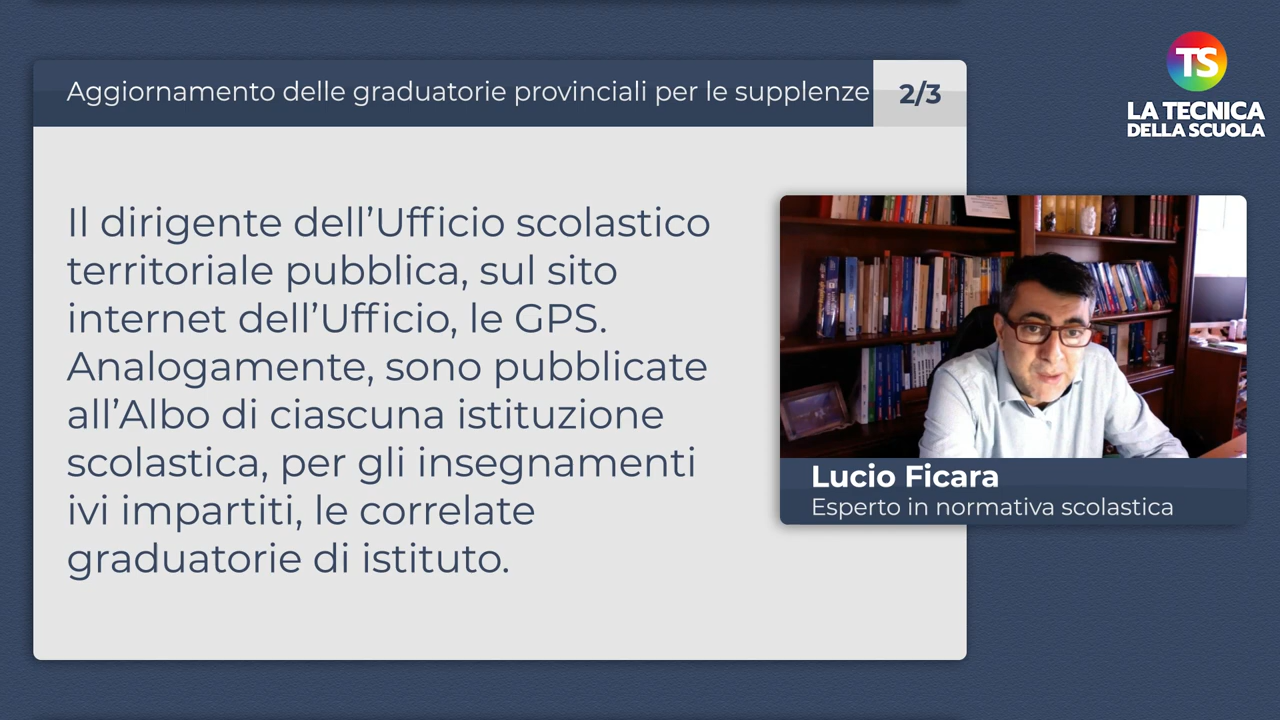 Aggiornamento delle graduatorie provinciali per le supplenze
2/3
TS
LA TECNICA
DELLA SCUOLA
Il dirigente dell’Ufficio scolastico
territoriale pubblica, sul sito
internet dell’Ufficio, le GPS.
Analogamente, sono pubblicate
all’Albo di ciascuna istituzione
scolastica, per gli insegnamenti
ivi impartiti, le correlate
graduatorie di istituto.
Lucio Ficara
Esperto in normativa scolastica